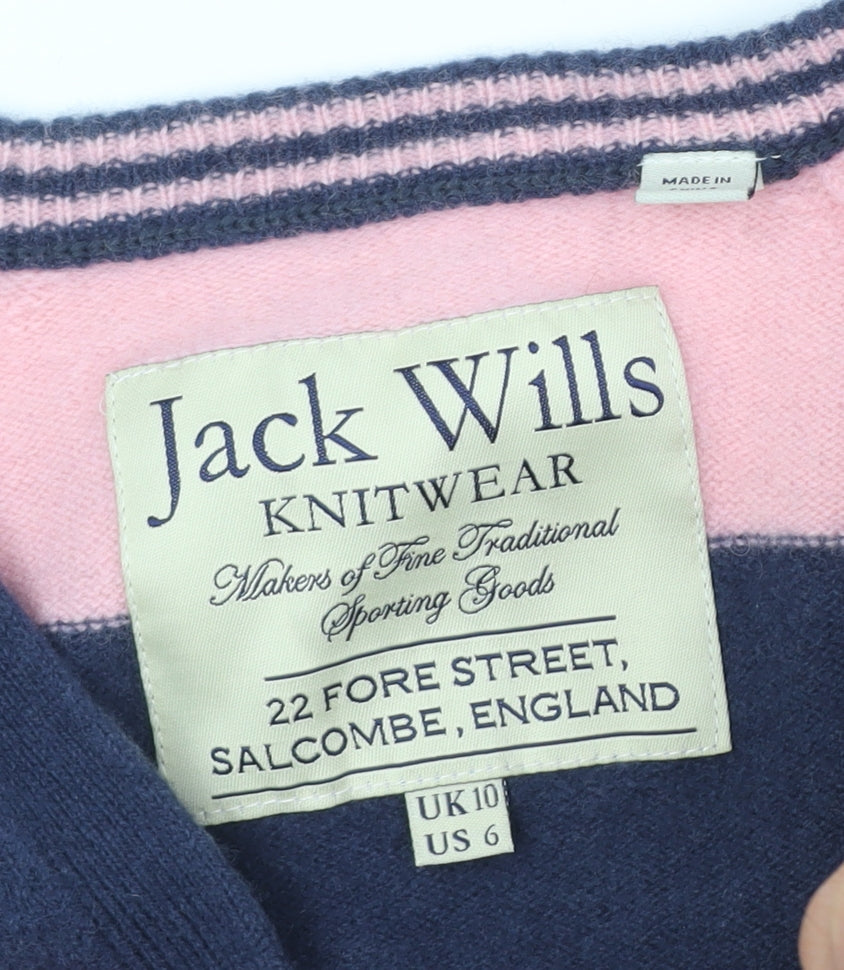 MADE IN
Jack Wills
KNITWEAR
Makers of Fine Traditional
Sporting Goods
22 FORE STREET,
SALCOMBE, ENGLAND
UK 10
US 6